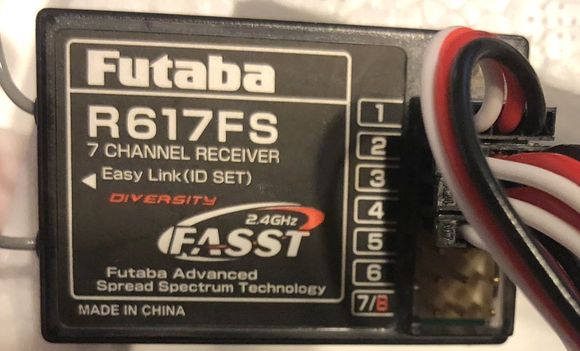 Futaba
R617FS
7 CHANNEL RECEIVER
Easy Link(ID SET)
DIVERSITY
2.4GHz
FASST
Futaba Advanced
Spread Spectrum Technology
MADE IN CHINA
1
2
3
4
5
6
7/B